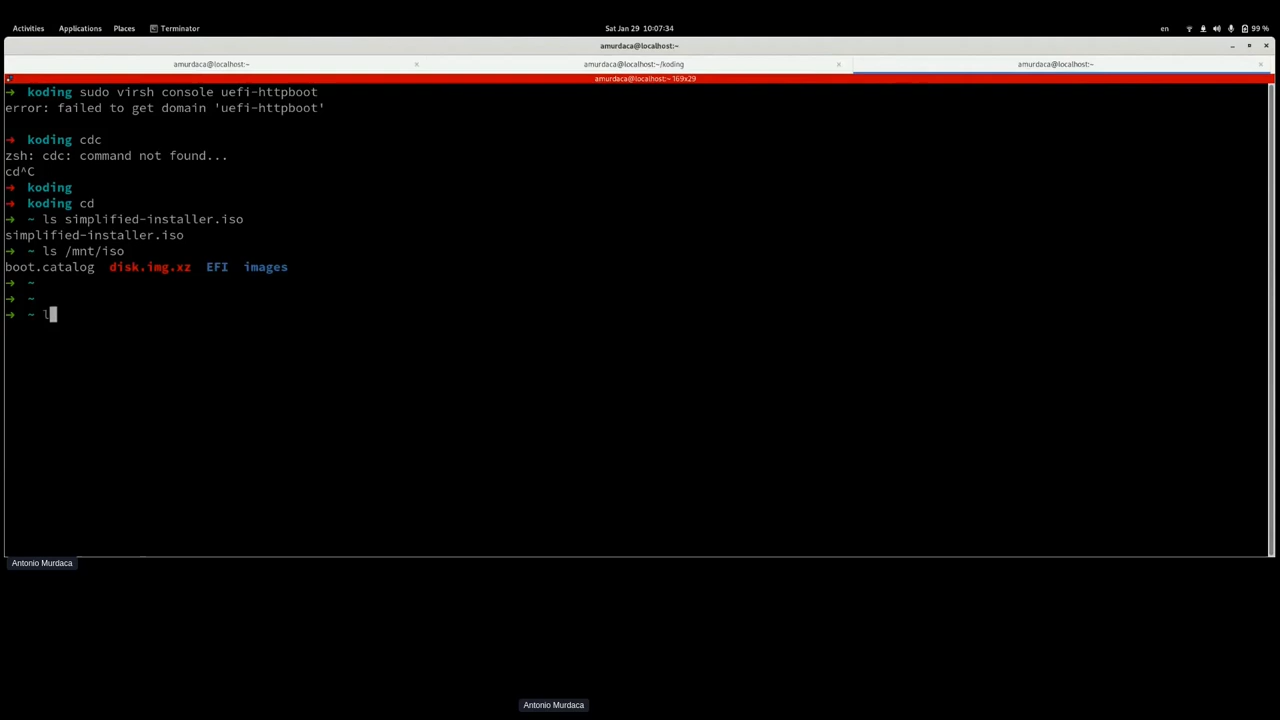 Activities Applications Places Terminator Sat Jan 29 10:07:34 en 99 %
amurdaca@localhost:~
amurdaca@localhost:~ × amurdaca@localhost:~/koding × amurdaca@localhost:~ ×
amurdaca@localhost:~ 169x29
➜ koding sudo virsh console uefi-httpboot
error: failed to get domain 'uefi-httpboot'
➜ koding cdc
zsh: cdc: command not found...
cd^C
➜ koding
➜ koding cd
➜ ~ ls simplified-installer.iso
simplified-installer.iso
➜ ~ ls /mnt/iso
boot.catalog disk.img.xz EFI images
➜ ~
➜ ~
➜ ~ l
Antonio Murdaca
Antonio Murdaca